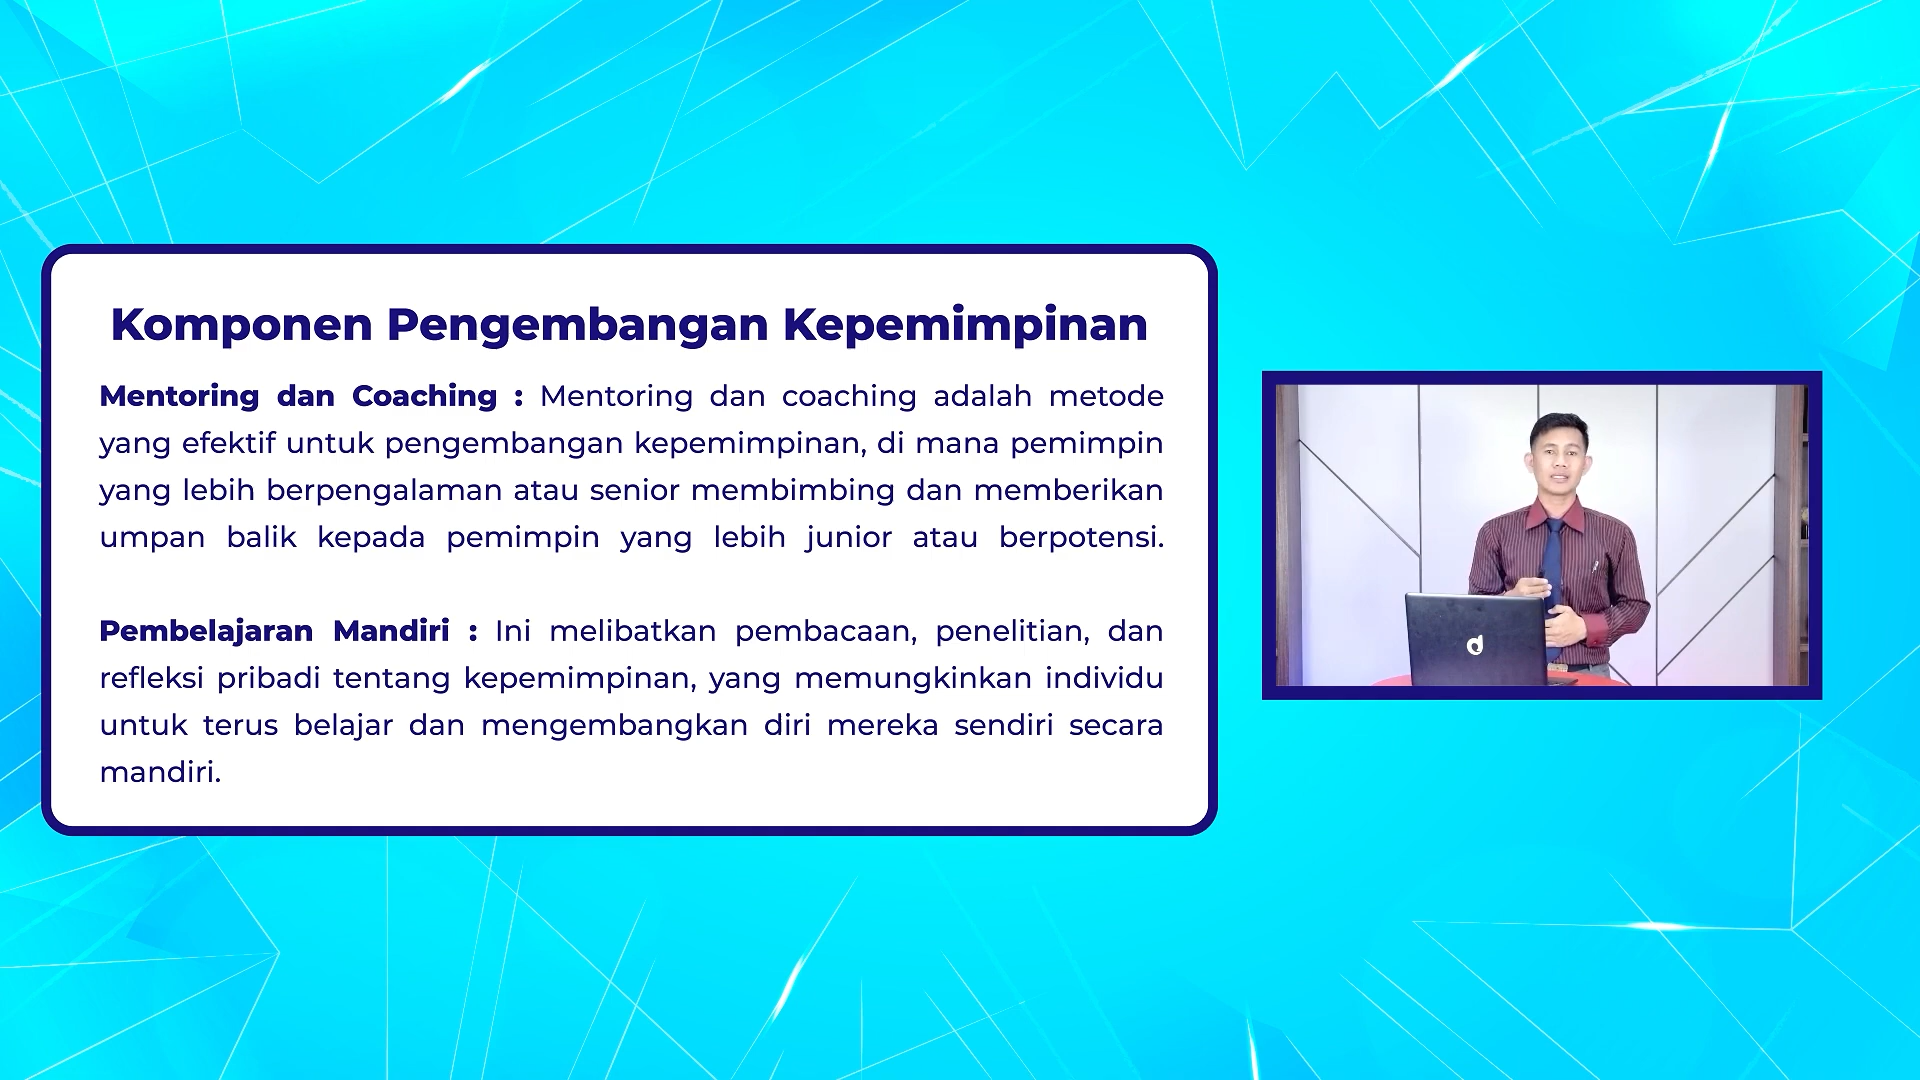 Komponen Pengembangan Kepemimpinan
Mentoring dan Coaching : Mentoring dan coaching adalah metode
yang efektif untuk pengembangan kepemimpinan, di mana pemimpin
yang lebih berpengalaman atau senior membimbing dan memberikan
umpan balik kepada pemimpin yang lebih junior atau berpotensi.
Pembelajaran Mandiri : Ini melibatkan pembacaan, penelitian, dan
refleksi pribadi tentang kepemimpinan, yang memungkinkan individu
untuk terus belajar dan mengembangkan diri mereka sendiri secara
mandiri.